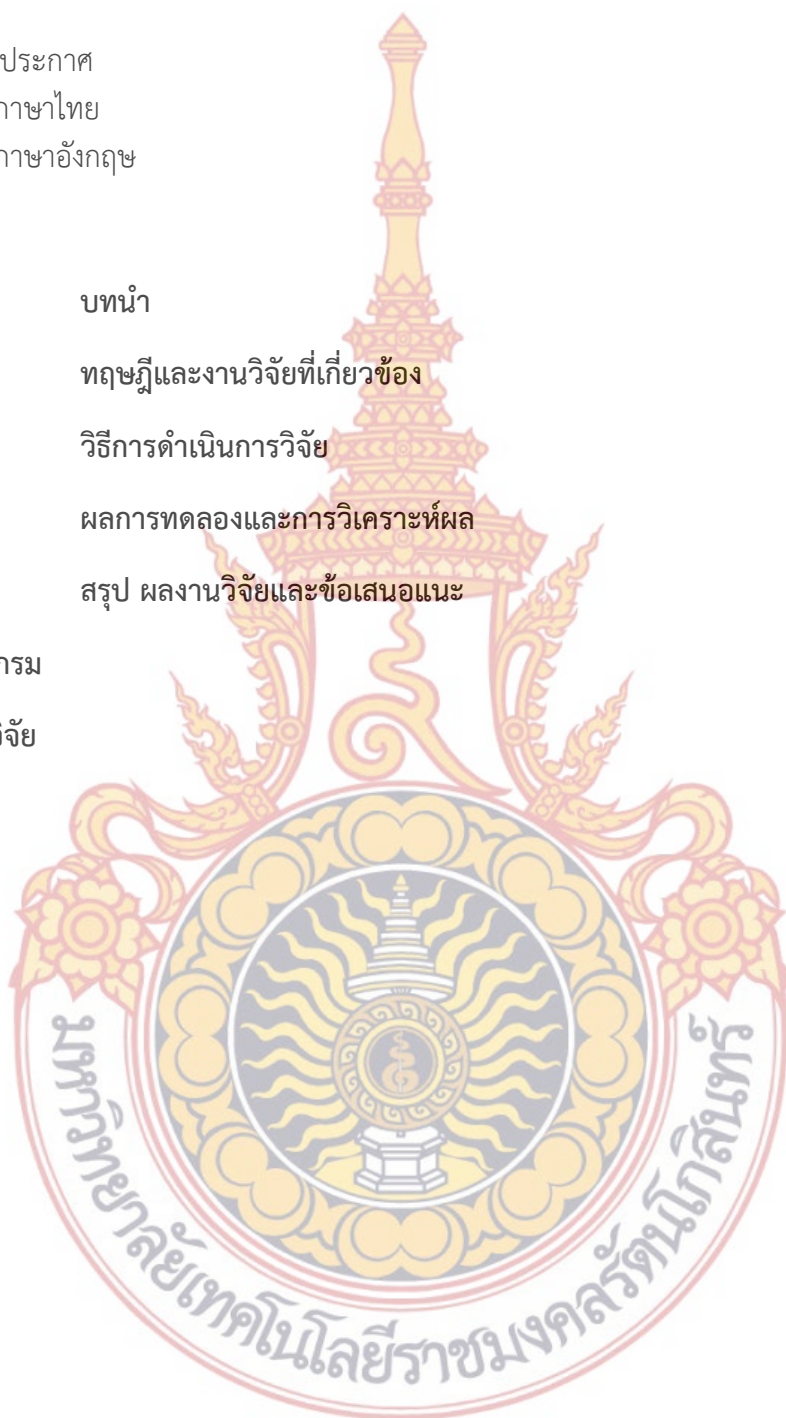 ประกาศ
ภาษาไทย
ภาษาอังกฤษ
บทนำ
ทฤษฎีและงานวิจัยที่เกี่ยวข้อง
วิธีการดำเนินการวิจัย
ผลการทดลองและการวิเคราะห์ผล
สรุป ผลงานวิจัยและข้อเสนอแนะ
กรม
วิจัย
มหาวิทยาลัยเทคโนโลยีราชมงคลรัตนโกสินทร์